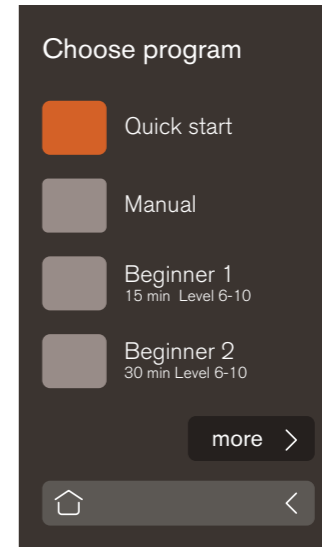 Choose program
Quick start
Manual
Beginner 1
15 min Level 6-10
Beginner 2
30 min Level 6-10
more